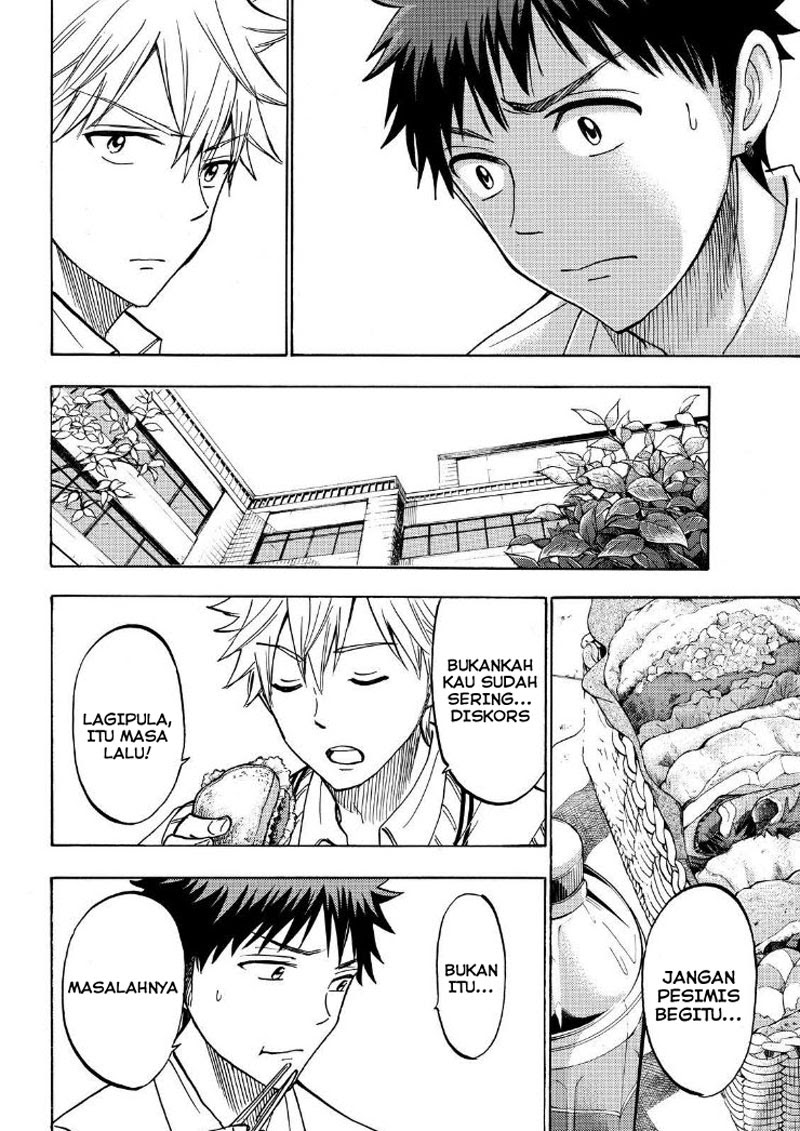 JANGAN
PESIMIS
BEGITU...
BUKANKAH
KAU SUDAH
SERING...
DISKORS
LAGIPULA,
ITU MASA
LALU!
BUKAN
ITU...
MASALAHNYA